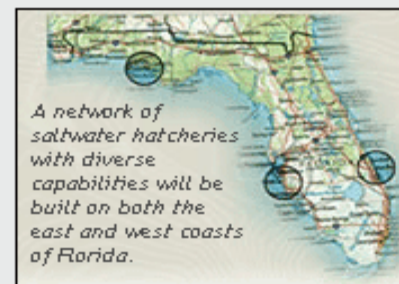 A network of
saltwater hatcheries
with diverse
capabilities will be
built on both the
east and west coasts
of Florida.